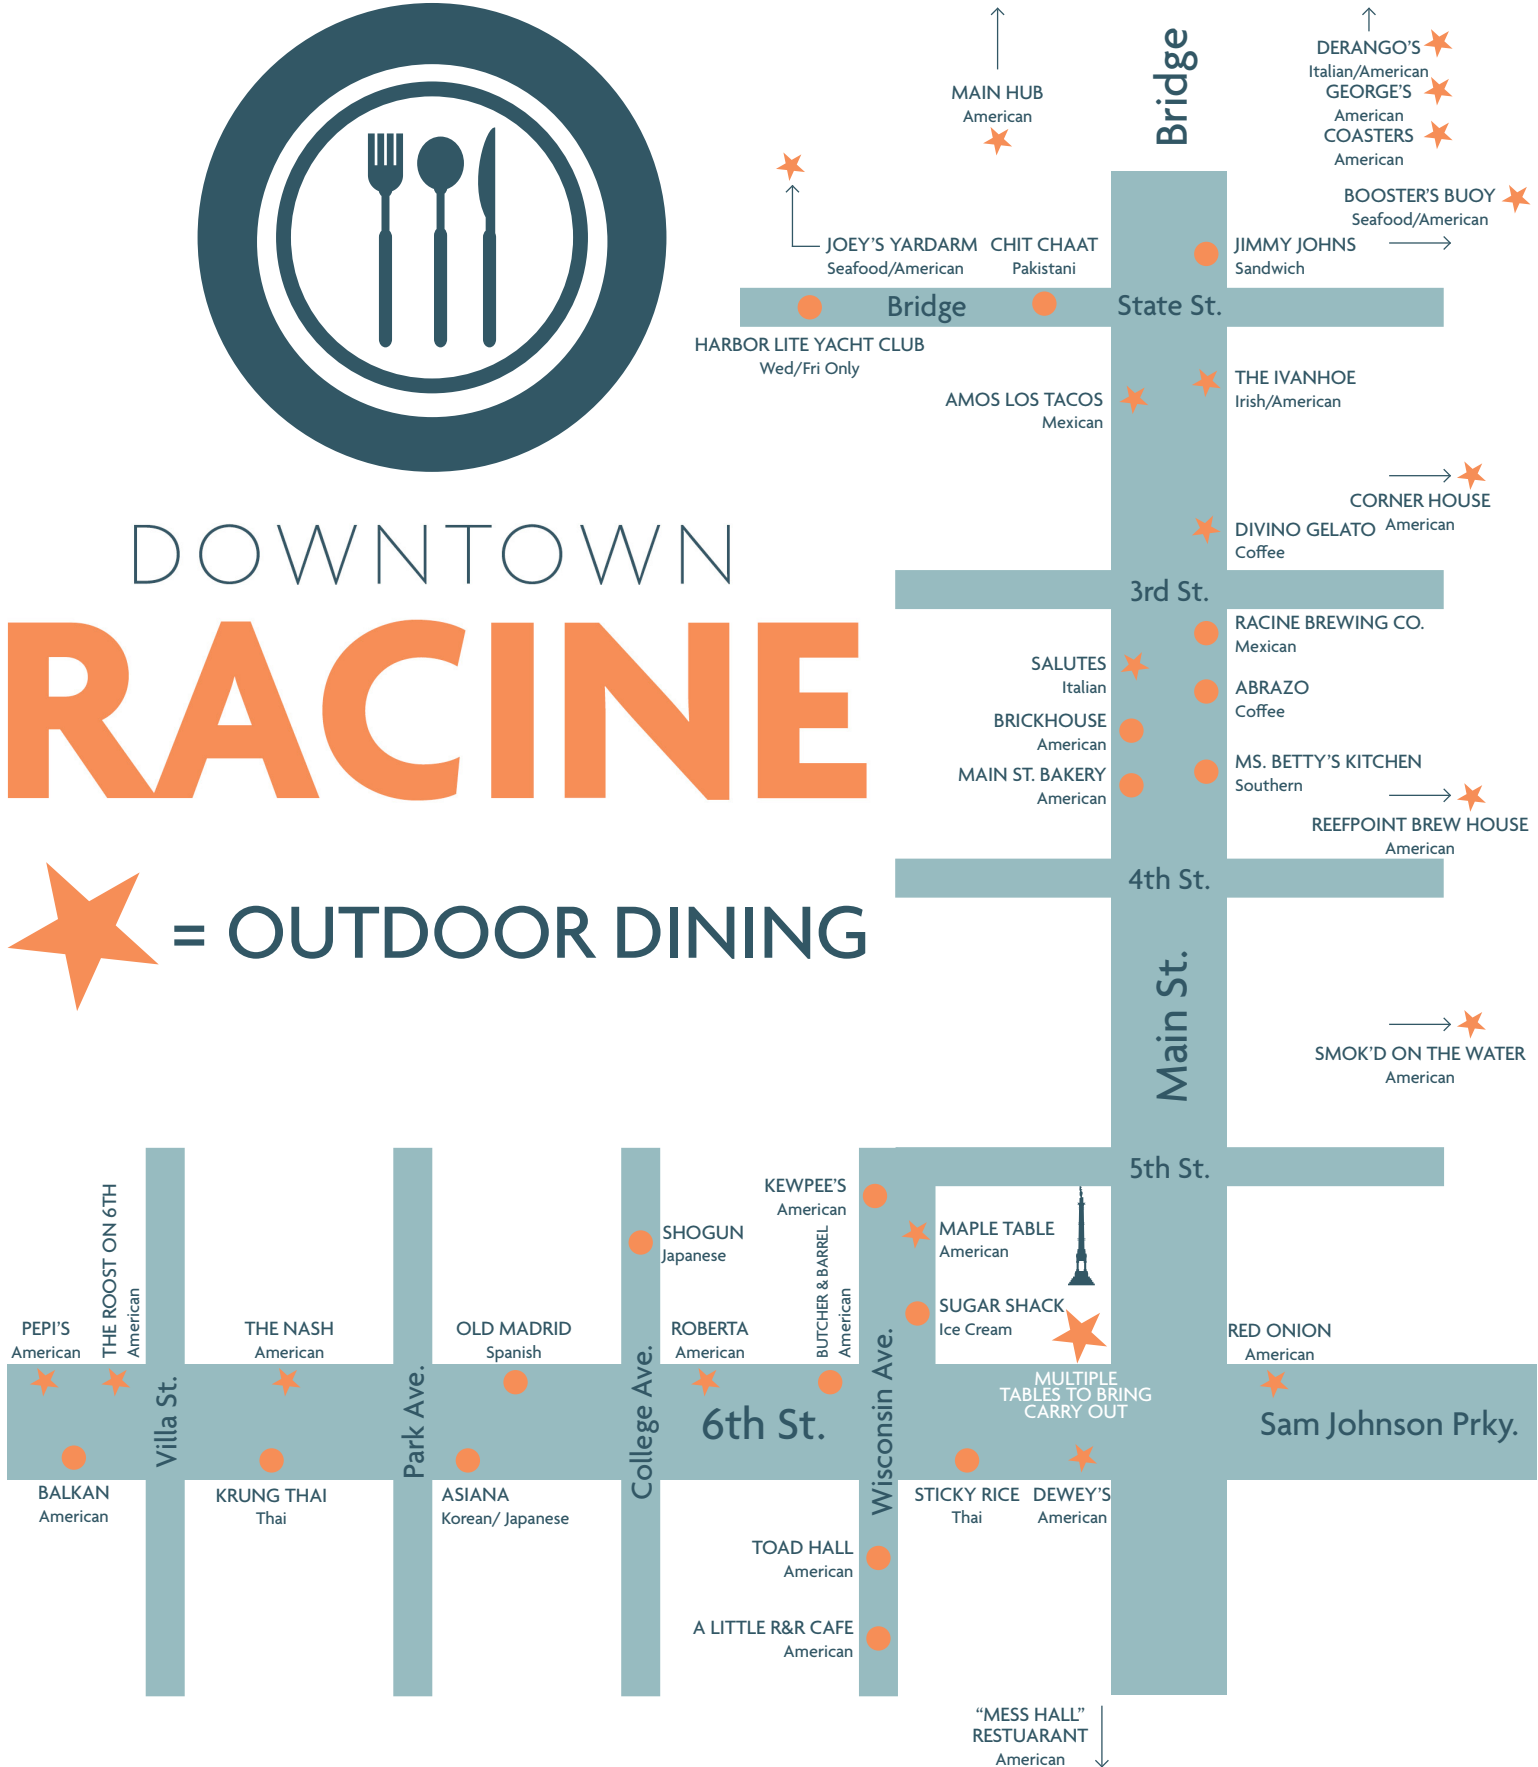 Bridge
DERANGO'S
Italian/American
GEORGE'S
American
COASTERS
American
MAIN HUB
American
BOOSTER'S BUOY
Seafood/American
JOEY'S YARDARM
Seafood/American
CHIT CHAAT
Pakistani
JIMMY JOHNS
Sandwich
Bridge
State St.
HARBOR LITE YACHT CLUB
Wed/Fri Only
THE IVANHOE
Irish/American
AMOS LOS TACOS
Mexican
CORNER HOUSE
American
DIVINO GELATO
Coffee
DOWNTOWN
RACINE
= OUTDOOR DINING
3rd St.
RACINE BREWING CO.
Mexican
SALUTES
Italian
ABRAZO
Coffee
BRICKHOUSE
American
MS. BETTY'S KITCHEN
Southern
MAIN ST. BAKERY
American
REEFPOINT BREW HOUSE
American
4th St.
Main St.
SMOK'D ON THE WATER
American
5th St.
KEWPEE'S
American
MAPLE TABLE
American
SHOGUN
Japanese
SUGAR SHACK
Ice Cream
PEPI'S
American
THE ROOST ON 6TH
American
THE NASH
American
OLD MADRID
Spanish
ROBERTA
American
BUTCHER & BARREL
American
RED ONION
American
MULTIPLE
TABLES TO BRING
CARRY OUT
Villa St.
Park Ave.
College Ave.
6th St.
Wisconsin Ave.
Sam Johnson Prky.
BALKAN
American
KRUNG THAI
Thai
ASIANA
Korean/ Japanese
STICKY RICE
Thai
DEWEY'S
American
TOAD HALL
American
A LITTLE R&R CAFE
American
“MESS HALL”
RESTUARANT
American